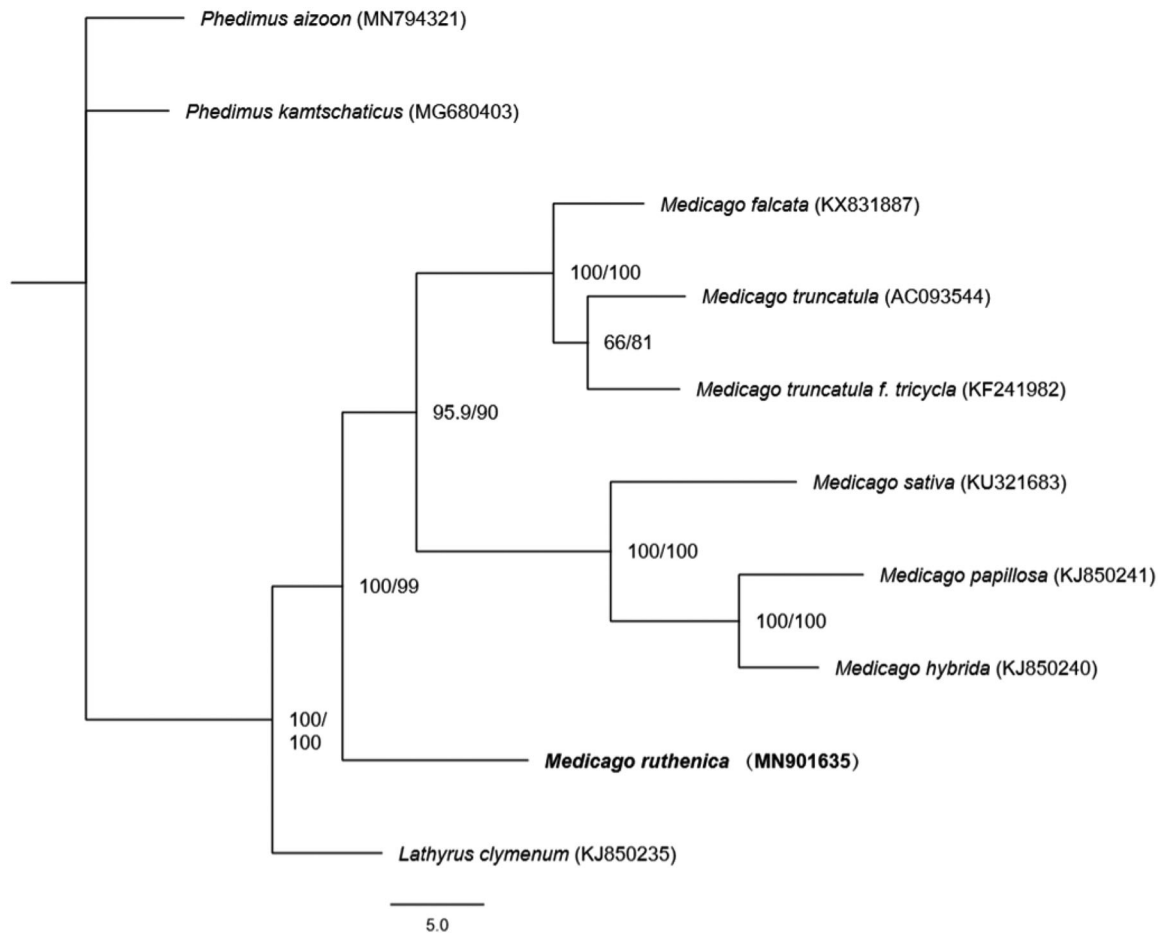 Phedimus aizoon (MN794321)
Phedimus kamtschaticus (MG680403)
Medicago falcata (KX831887)
100/100
Medicago truncatula (AC093544)
66/81
Medicago truncatula f. tricycla (KF241982)
95.9/90
Medicago sativa (KU321683)
100/100
Medicago papillosa (KJ850241)
100/99
100/100
Medicago hybrida (KJ850240)
100/
100
Medicago ruthenica （MN901635）
Lathyrus clymenum (KJ850235)
5.0